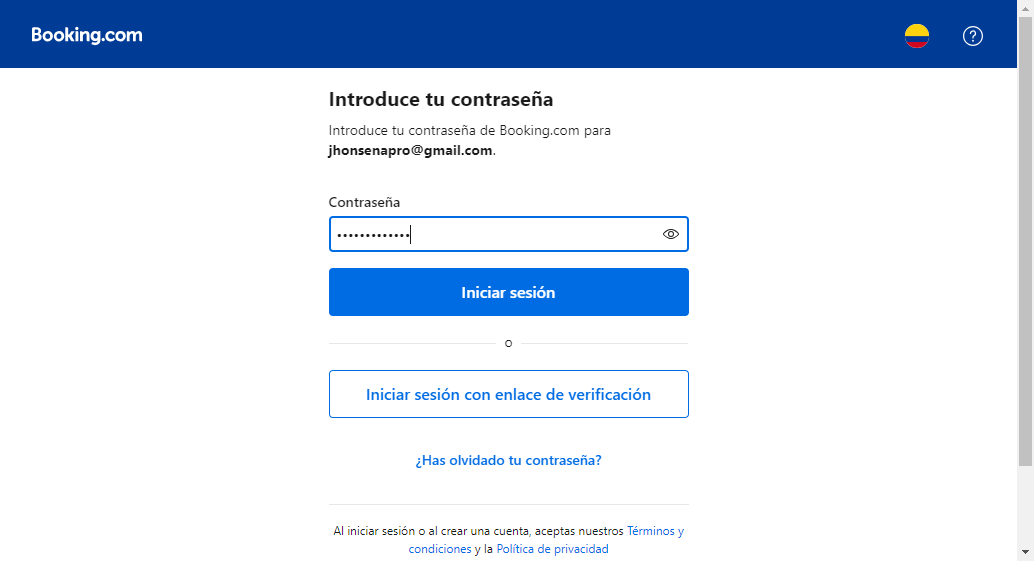 Booking.com
Introduce tu contraseña
Introduce tu contraseña de Booking.com para
jhonsenapro@gmail.com.
Contraseña
•••••••••••••
Iniciar sesión
o
Iniciar sesión con enlace de verificación
¿Has olvidado tu contraseña?
Al iniciar sesión o al crear una cuenta, aceptas nuestros Términos y
condiciones y la Política de privacidad